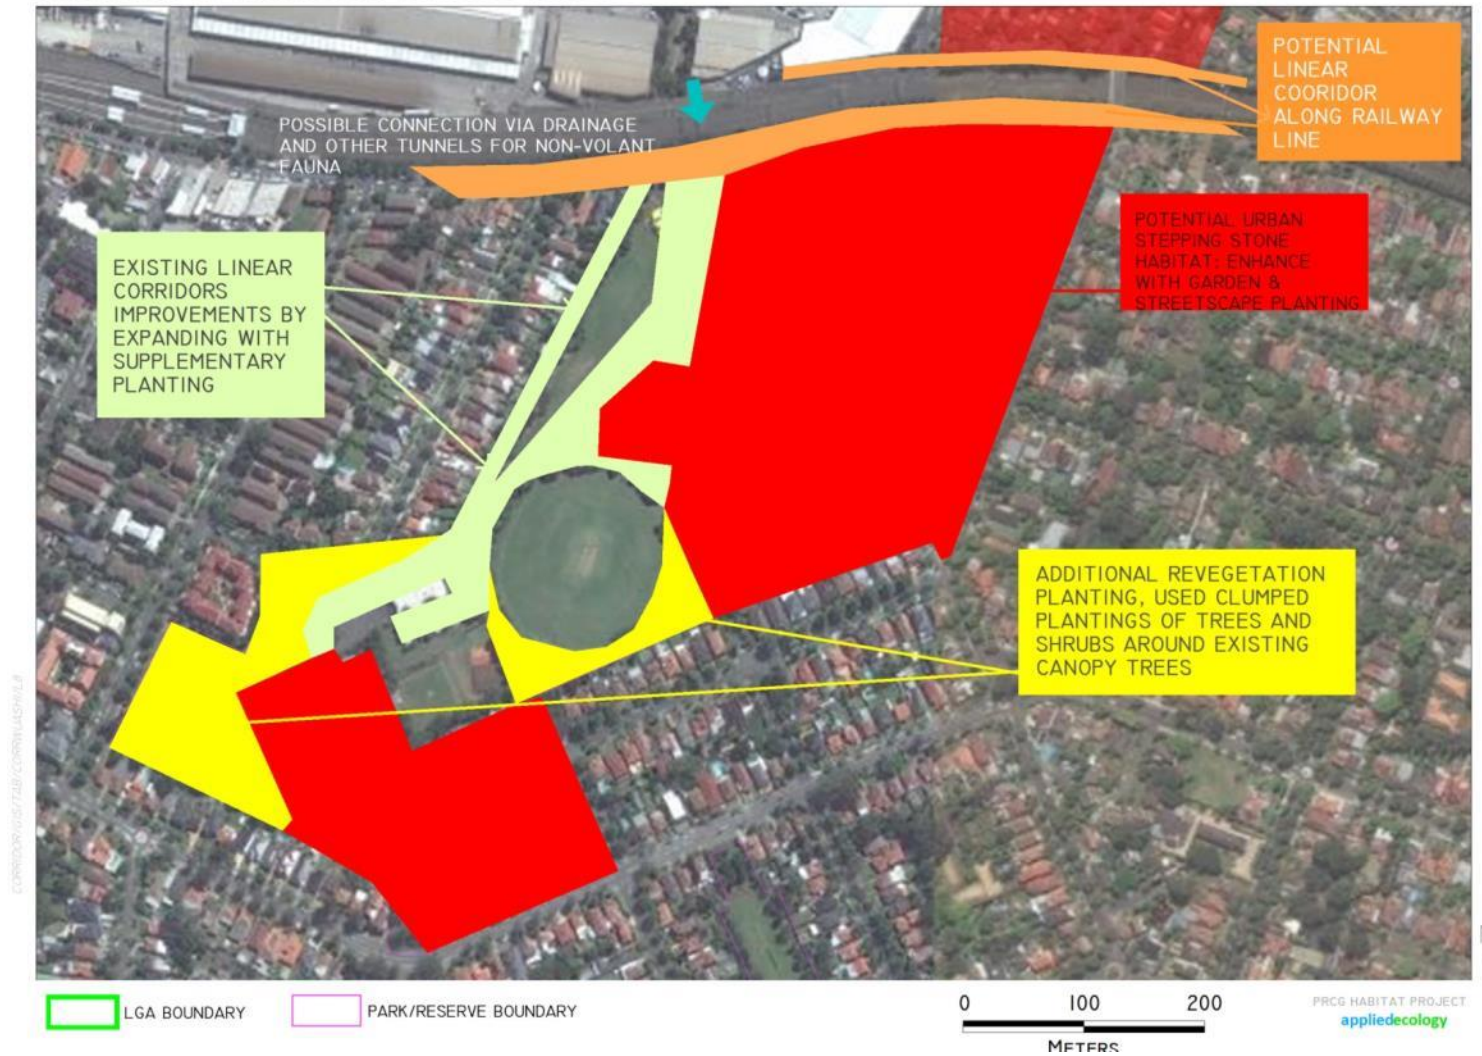 POTENTIAL
LINEAR
COORIDOR
ALONG RAILWAY
LINE
POSSIBLE CONNECTION VIA DRAINAGE
AND OTHER TUNNELS FOR NON-VOLANT
FAUNA
POTENTIAL URBAN
STEPPING STONE
HABITAT: ENHANCE
WITH GARDEN &
STREETSCAPE PLANTING
EXISTING LINEAR
CORRIDORS
IMPROVEMENTS BY
EXPANDING WITH
SUPPLEMENTARY
PLANTING
ADDITIONAL REVEGETATION
PLANTING, USED CLUMPED
PLANTINGS OF TREES AND
SHRUBS AROUND EXISTING
CANOPY TREES
LGA BOUNDARY
PARK/RESERVE BOUNDARY
0 100 200
METERS
PRCG HABITAT PROJECT
appliedecology